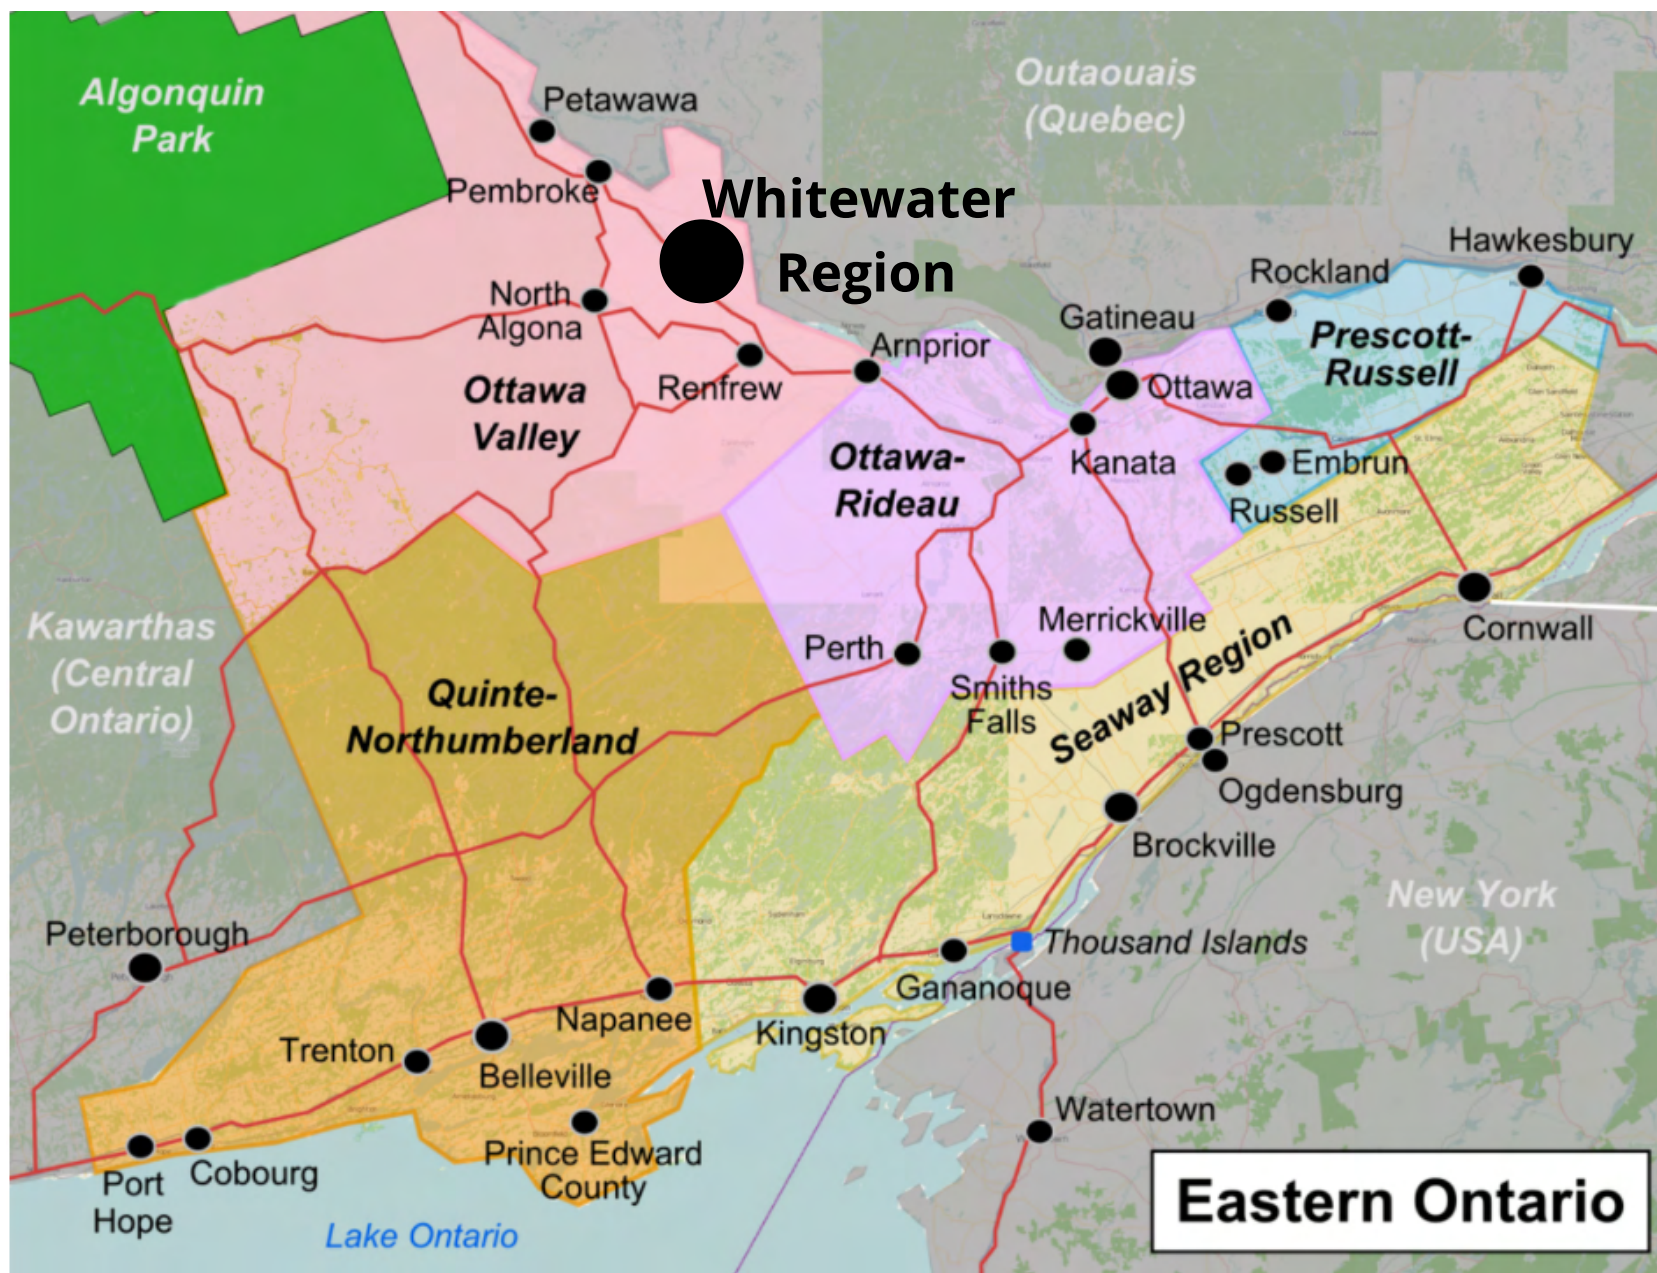 Algonquin
Park
Petawawa
Outaouais
(Quebec)
Pembroke
Whitewater
Region
Hawkesbury
Rockland
North
Algona
Gatineau
Prescott-
Russell
Arnprior
Renfrew
Ottawa
Ottawa
Valley
Ottawa-
Rideau
Kanata
Embrun
Russell
Kawarthas
(Central
Ontario)
Perth
Merrickville
Cornwall
Smiths
Falls
Seaway Region
Quinte-
Northumberland
Prescott
Ogdensburg
Brockville
New York
(USA)
Peterborough
Thousand Islands
Gananoque
Napanee
Kingston
Trenton
Belleville
Watertown
Prince Edward
County
Port
Hope
Cobourg
Lake Ontario
Eastern Ontario